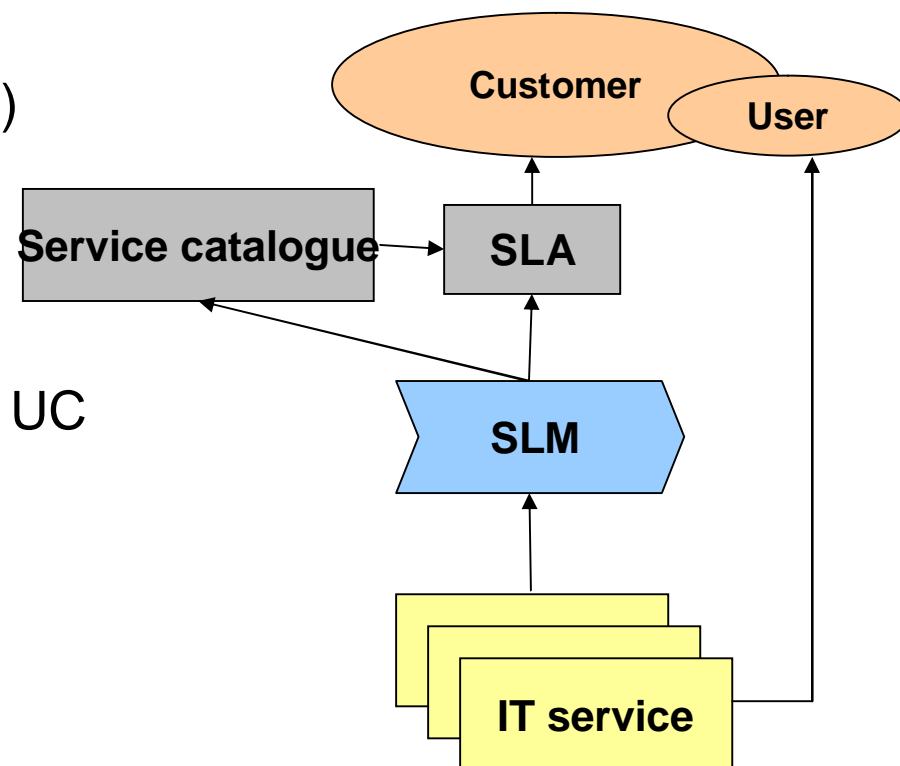 Customer
)
User
Service catalogue
SLA
UC
SLM
IT service